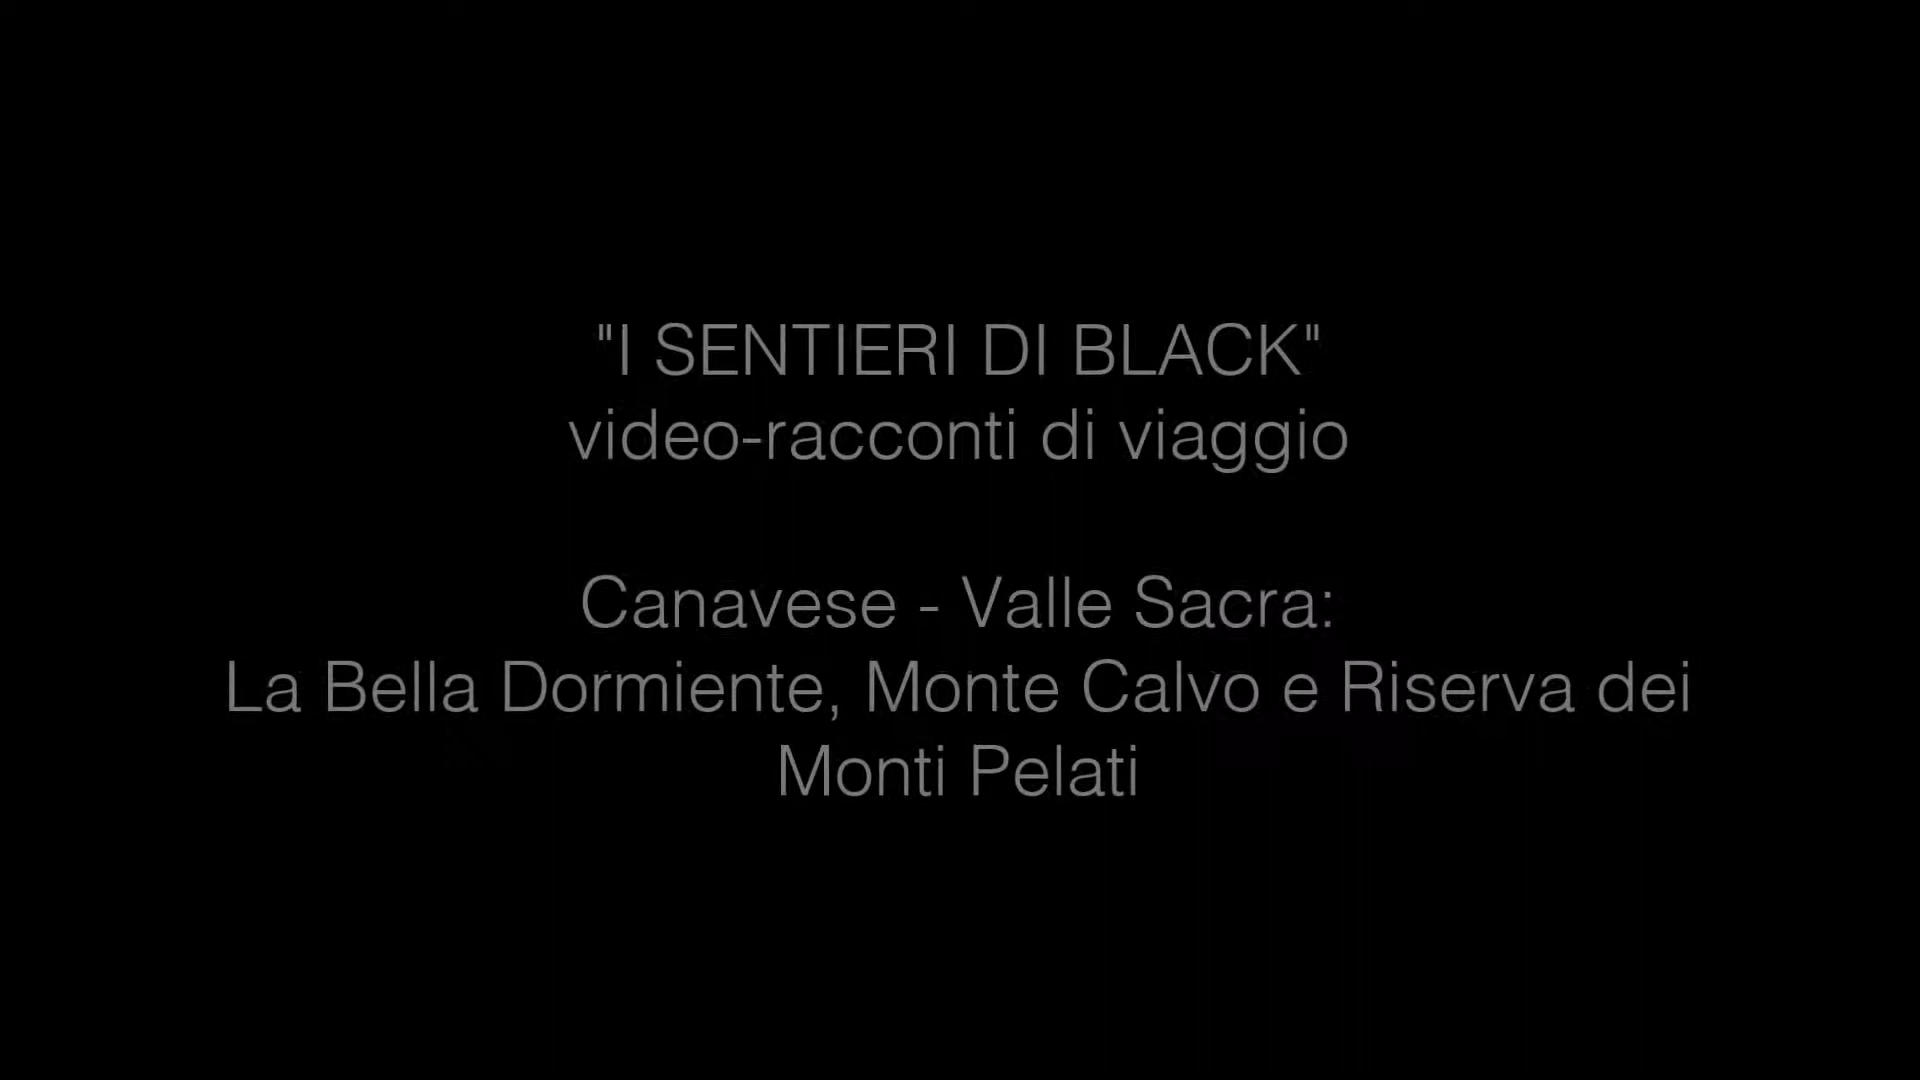 "I SENTIERI DI BLACK"
video-racconti di viaggio
Canavese - Valle Sacra:
La Bella Dormiente, Monte Calvo e Riserva dei
Monti Pelati